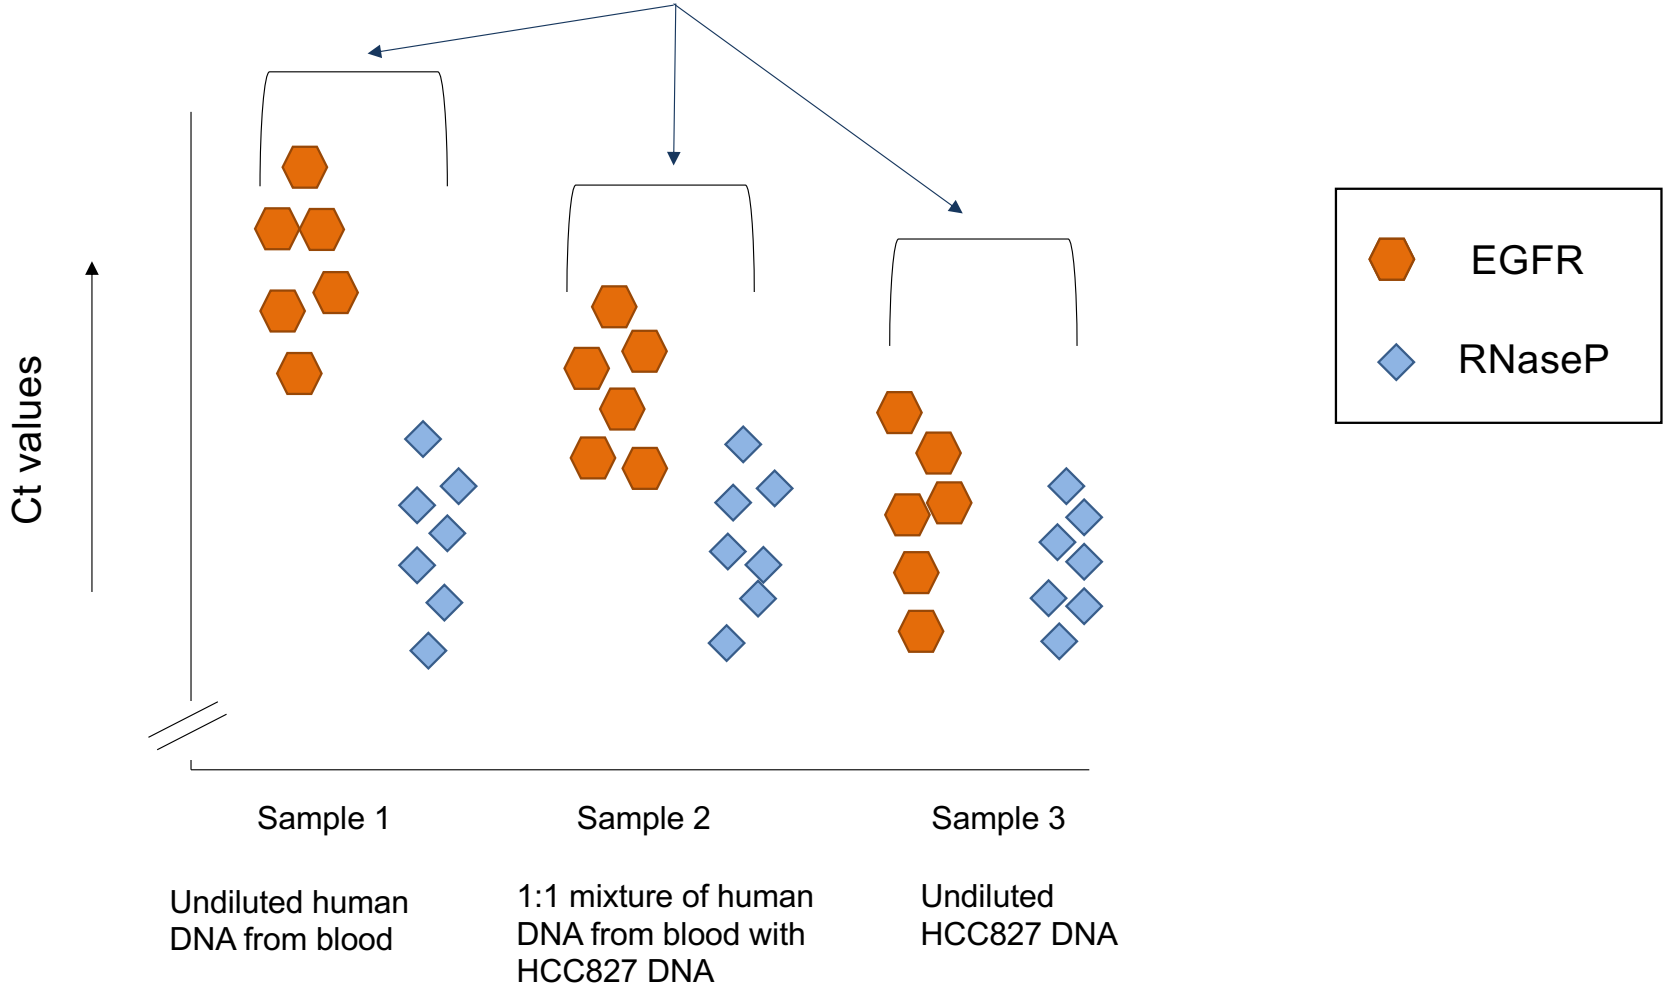 EGFR
RNaseP
Ct values
Sample 1
Sample 2
Sample 3
Undiluted human
DNA from blood
1:1 mixture of human
DNA from blood with
HCC827 DNA
Undiluted
HCC827 DNA